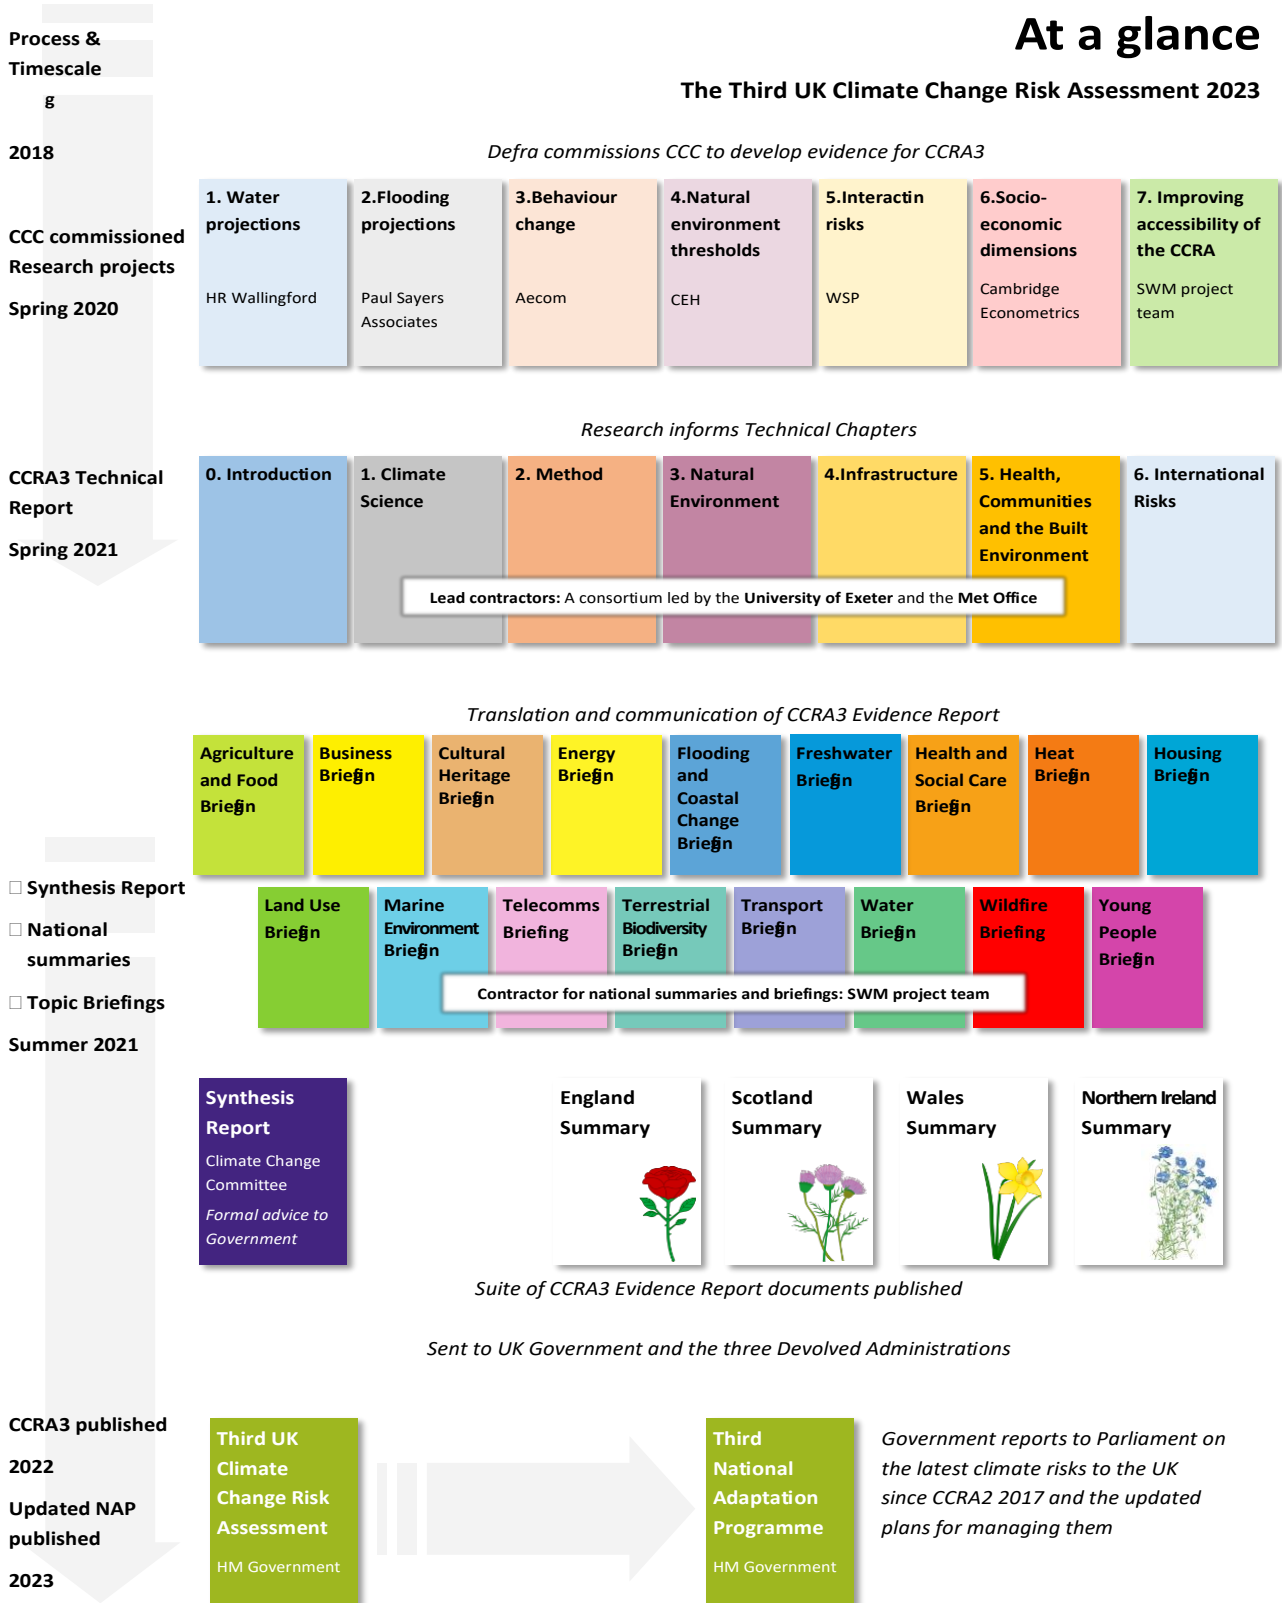 At a glance
The Third UK Climate Change Risk Assessment 2023
Process &
Timescale
g
2018
Defra commissions CCC to develop evidence for CCRA3
CCC commissioned
Research projects
Spring 2020
1. Water
projections
HR Wallingford
2.Flooding
projections
Paul Sayers
Associates
3.Behaviour
change
Aecom
4.Natural
environment
thresholds
CEH
5.Interactin
risks
WSP
6.Socio-
economic
dimensions
Cambridge
Econometrics
7. Improving
accessibility of
the CCRA
SWM project
team
Research informs Technical Chapters
CCRA3 Technical
Report
Spring 2021
0. Introduction
1. Climate
Science
2. Method
3. Natural
Environment
4.Infrastructure
5. Health,
Communities
and the Built
Environment
6. International
Risks
Lead contractors: A consortium led by the University of Exeter and the Met Office
Translation and communication of CCRA3 Evidence Report
Agriculture
and Food
Briefin
Business
Briefin
Cultural
Heritage
Briefin
Energy
Briefin
Flooding
and
Coastal
Change
Briefin
Freshwater
Briefin
Health and
Social Care
Briefin
Heat
Briefin
Housing
Briefin
Synthesis Report
National
summaries
Topic Briefings
Summer 2021
Land Use
Briefin
Marine
Environment
Briefin
Telecomms
Briefing
Terrestrial
Biodiversity
Briefin
Transport
Briefin
Water
Briefin
Wildfire
Briefing
Young
People
Briefin
Contractor for national summaries and briefings: SWM project team
Synthesis
Report
Climate Change
Committee
Formal advice to
Government
England
Summary
Scotland
Summary
Wales
Summary
Northern Ireland
Summary
Suite of CCRA3 Evidence Report documents published
Sent to UK Government and the three Devolved Administrations
CCRA3 published
2022
Updated NAP
published
2023
Third UK
Climate
Change Risk
Assessment
HM Government
Third
National
Adaptation
Programme
HM Government
Government reports to Parliament on
the latest climate risks to the UK
since CCRA2 2017 and the updated
plans for managing them